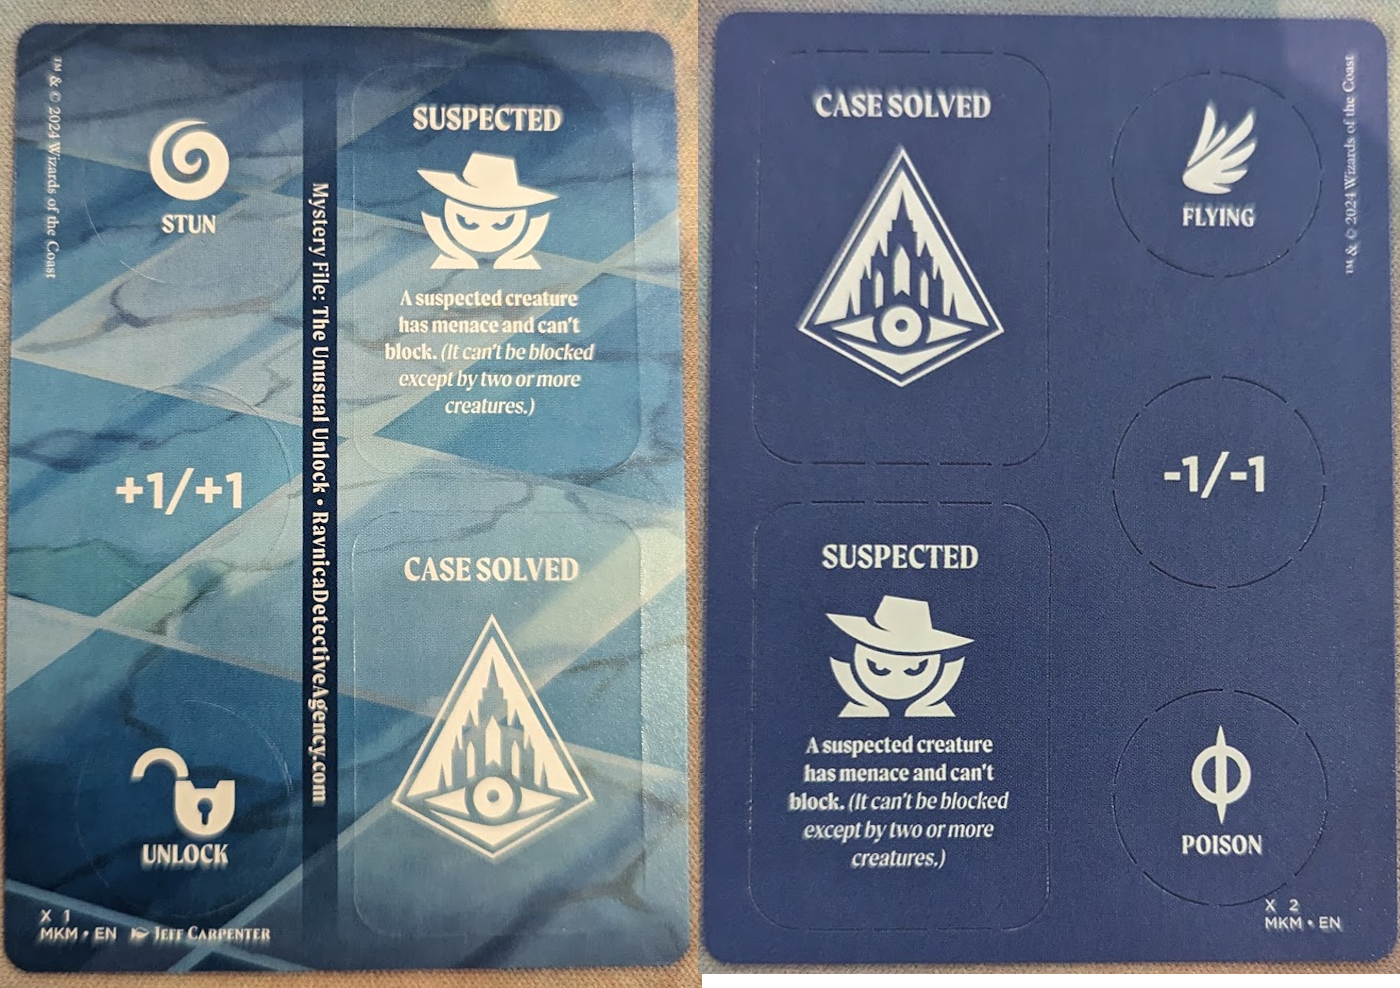 ™ & © 2024 Wizards of the Coast
STUN
+1/+1
UNLOCK
X 1
MKM • EN JEFF CARPENTER
Mystery File: The Unusual Unlock • RavnicaDetectiveAgency.com
SUSPECTED
A suspected creature
has menace and can't
block. (It can't be blocked
except by two or more
creatures.)
CASE SOLVED
CASE SOLVED
SUSPECTED
A suspected creature
has menace and can't
block. (It can't be blocked
except by two or more
creatures.)
FLYING
-1/-1
POISON
X 2
MKM • EN
™ & © 2024 Wizards of the Coast